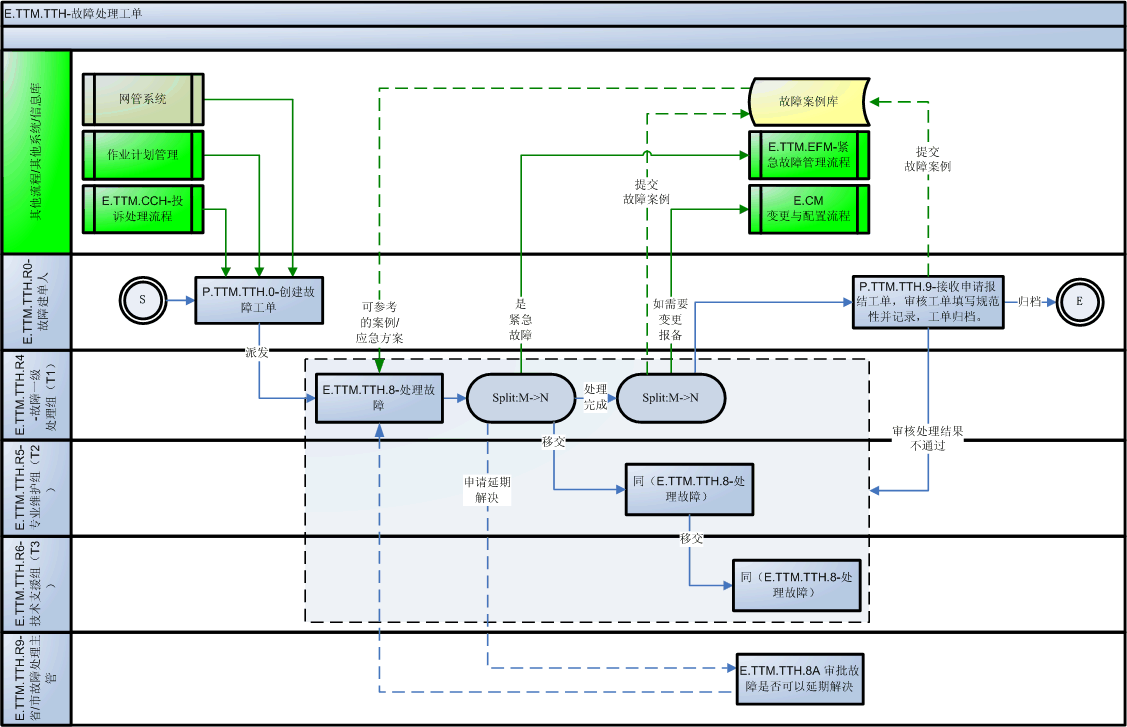 E.TTM.TTH-故障处理工单
其他流程/其他系统/信息库
网管系统
作业计划管理
E.TTM.CCH-投
诉处理流程
故障案例库
E.TTM.EFM-紧
急故障管理流程
E.CM
变更与配置流程
提交
故障案例
提交
故障案例
E.TTM.TTH.R0-
故障建单人
S
P.TTM.TTH.0-创建故
障工单
可参考
的案例/
应急方案
是
紧急
故障
如需要
变更
报备
P.TTM.TTH.9-接收申请报
结工单，审核工单填写规范
性并记录，工单归档。
归档
E
派发
E.TTM.TTH.R4
-故障一级
处理组（T1）
E.TTM.TTH.8-处理故
障
Split:M->N
处理
完成
Split:M->N
移交
审核处理结果
不通过
E.TTM.TTH.R5-
专业维护组（T2
）
申请延期
解决
同（E.TTM.TTH.8-处
理故障）
移交
E.TTM.TTH.R6-
技术支援组（T3
）
同（E.TTM.TTH.8-处
理故障）
E.TTM.TTH.R9-
省/市故障处理主
管
E.TTM.TTH.8A 审批故
障是否可以延期解决